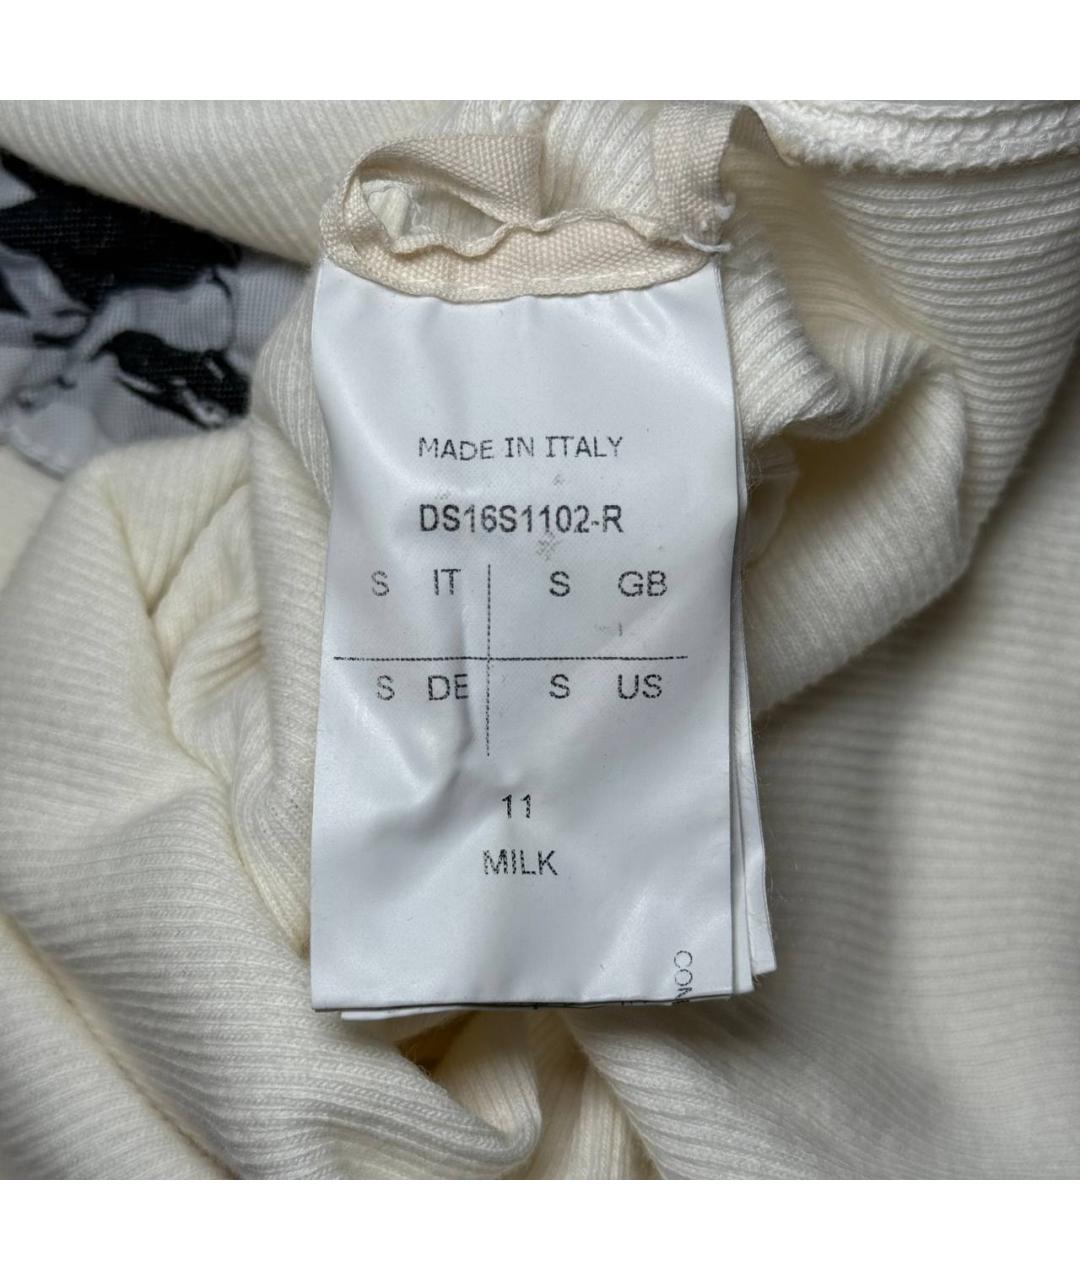 MADE IN ITALY
DS16S1102-R
S IT S GB
S DE S US
11
MILK